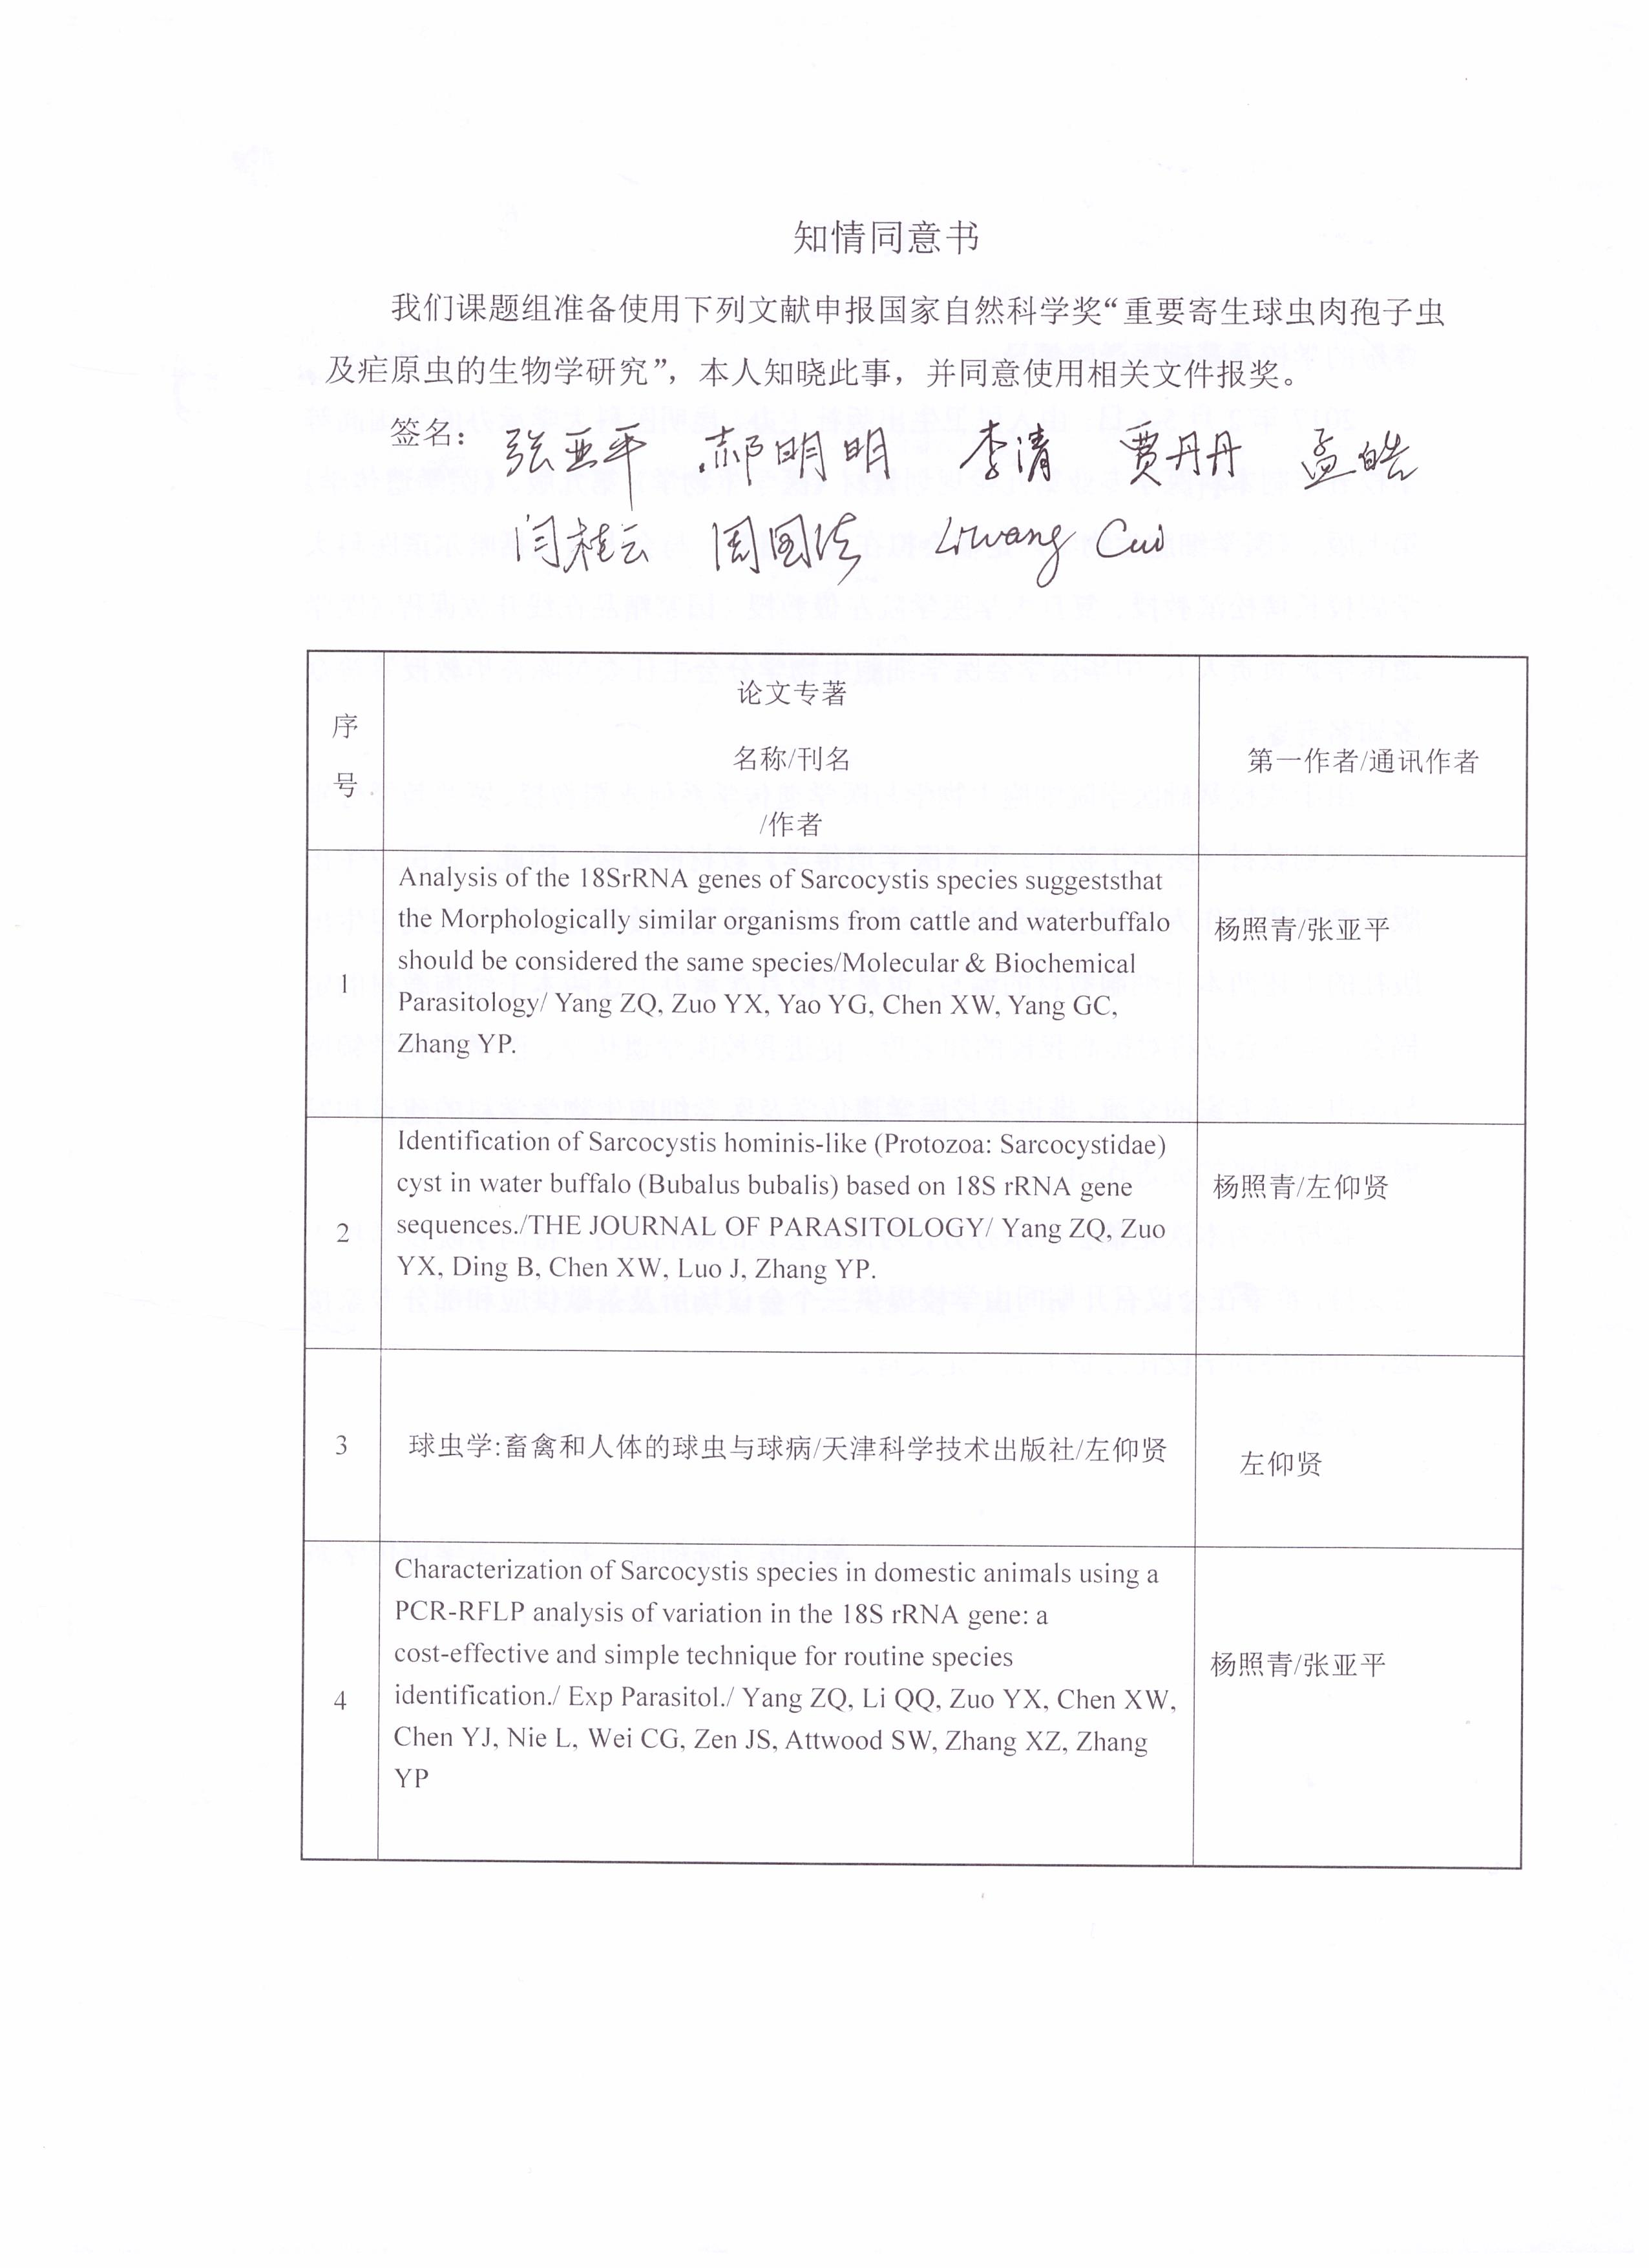 知情同意书
我们课题组准备使用下列文献申报国家自然科学奖“重要寄生球虫肉孢子虫
及疟原虫的生物学研究”，本人知晓此事，并同意使用相关文件报奖。
签名： 张亚平 郝明明 李清 贾丹丹 孟皓
闫桂云 周国法 Liwang Cui
序
号
论文专著
名称/刊名
/作者
第一作者/通讯作者
1
Analysis of the 18SrRNA genes of Sarcocystis species suggeststhat
the Morphologically similar organisms from cattle and waterbuffalo
should be considered the same species/Molecular & Biochemical
Parasitology/ Yang ZQ, Zuo YX, Yao YG, Chen XW, Yang GC,
Zhang YP.
杨照青/张亚平
2
Identification of Sarcocystis hominis-like (Protozoa: Sarcocystidae)
cyst in water buffalo (Bubalus bubalis) based on 18S rRNA gene
sequences./THE JOURNAL OF PARASITOLOGY/ Yang ZQ, Zuo
YX, Ding B, Chen XW, Luo J, Zhang YP.
杨照青/左仰贤
3
球虫学:畜禽和人体的球虫与球病/天津科学技术出版社/左仰贤
左仰贤
4
Characterization of Sarcocystis species in domestic animals using a
PCR-RFLP analysis of variation in the 18S rRNA gene: a
cost-effective and simple technique for routine species
identification./ Exp Parasitol./ Yang ZQ, Li QQ, Zuo YX, Chen XW,
Chen YJ, Nie L, Wei CG, Zen JS, Attwood SW, Zhang XZ, Zhang
YP
杨照青/张亚平